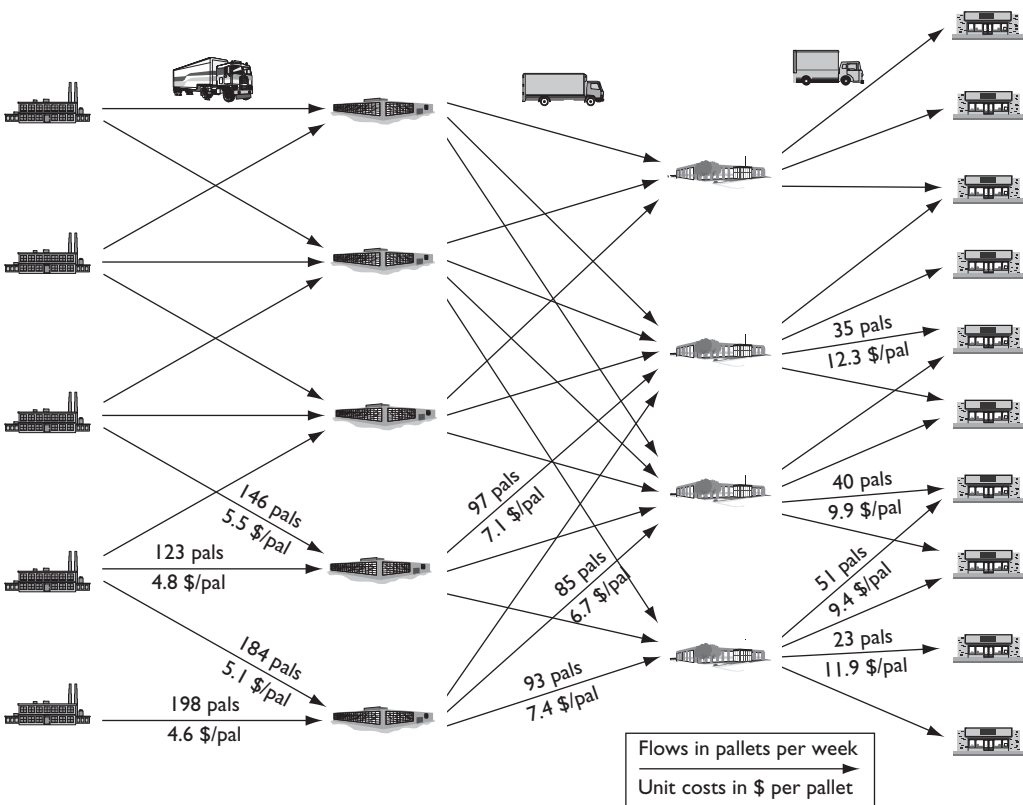 35 pals
12.3 $/pal
146 pals
5.5 $/pal
97 pals
7.1 $/pal
40 pals
9.9 $/pal
123 pals
4.8 $/pal
85 pals
6.7 $/pal
51 pals
9.4 $/pal
184 pals
5.1 $/pal
23 pals
11.9 $/pal
93 pals
7.4 $/pal
198 pals
4.6 $/pal
Flows in pallets per week
Unit costs in $ per pallet